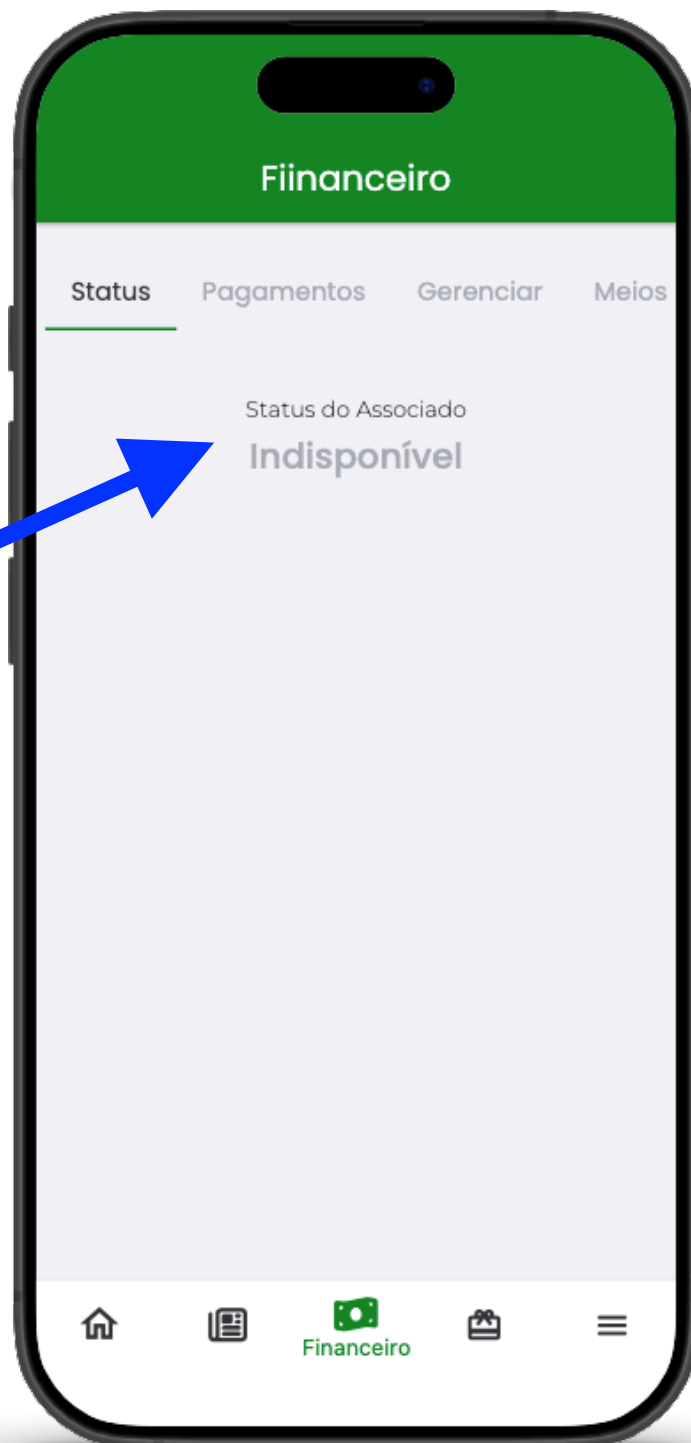 Fiinanceiro
Status Pagamentos Gerenciar Meios
Status do Associado
Indisponível
Financeiro